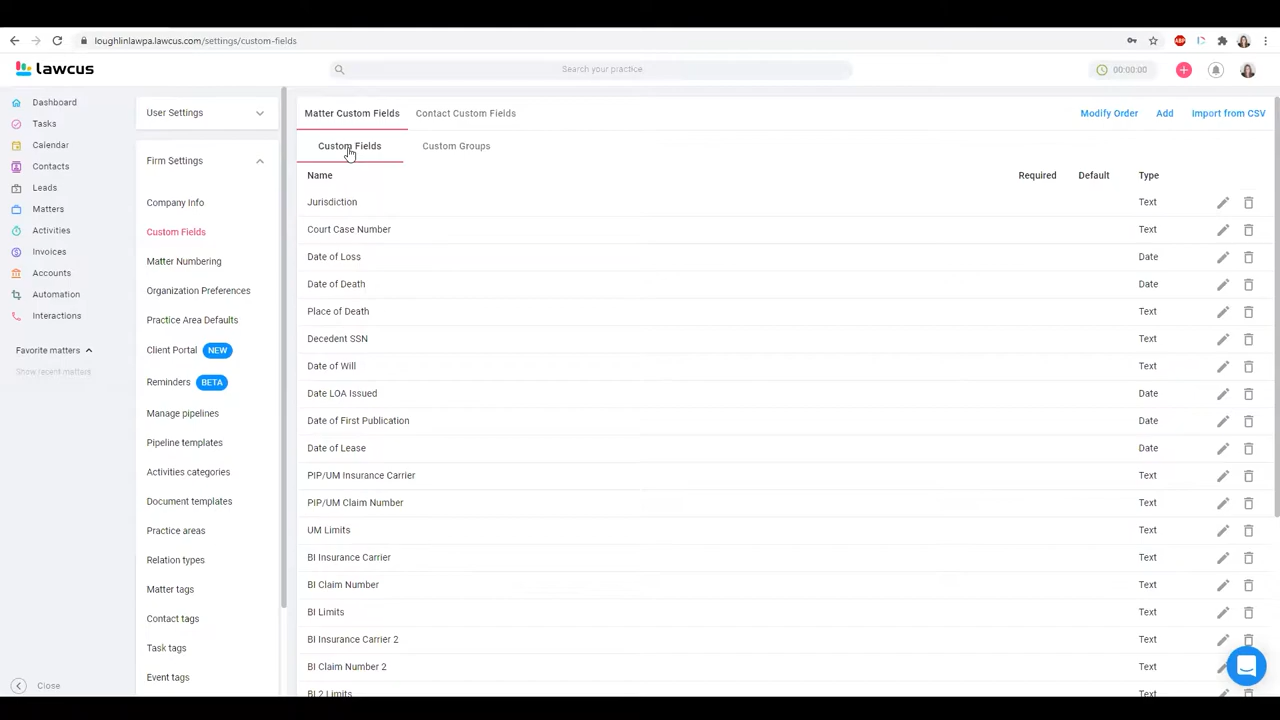 loughlinlawpa.lawcus.com/settings/custom-fields
ABP
lawcus
Search your practice
00:00:00
Dashboard
Tasks
Calendar
Contacts
Leads
Matters
Activities
Invoices
Accounts
Automation
Interactions
Favorite matters
Show recent matters
Close
User Settings
Firm Settings
Company Info
Custom Fields
Matter Numbering
Organization Preferences
Practice Area Defaults
Client Portal NEW
Reminders BETA
Manage pipelines
Pipeline templates
Activities categories
Document templates
Practice areas
Relation types
Matter tags
Contact tags
Task tags
Event tags
Matter Custom Fields Contact Custom Fields Modify Order Add Import from CSV
Custom Fields Custom Groups
Name Required Default Type
Jurisdiction Text
Court Case Number Text
Date of Loss Date
Date of Death Date
Place of Death Text
Decedent SSN Text
Date of Will Text
Date LOA Issued Date
Date of First Publication Date
Date of Lease Date
PIP/UM Insurance Carrier Text
PIP/UM Claim Number Text
UM Limits Text
BI Insurance Carrier Text
BI Claim Number Text
BI Limits Text
BI Insurance Carrier 2 Text
BI Claim Number 2 Text
BI 2 Limits Text